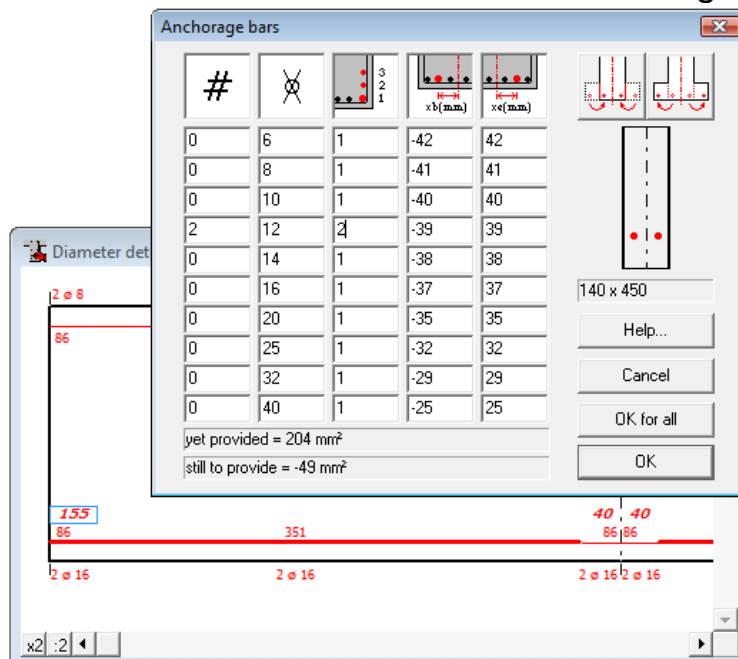 Anchorage bars
#
3
2
1
xb(mm) xe(mm)
0 6 1 -42 42
0 8 1 -41 41
0 10 1 -40 40
2 12 2 -39 39
0 14 1 -38 38
0 16 1 -37 37
0 20 1 -35 35
0 25 1 -32 32
0 32 1 -29 29
0 40 1 -25 25
yet provided = 204 mm²
still to provide = -49 mm²
140 x 450
Help...
Cancel
OK for all
OK
Diameter det
2 ø 8
86
155
40 40
86 351 86 86
2 ø 16 2 ø 16 2 ø 16 2 ø 16
x2 :2